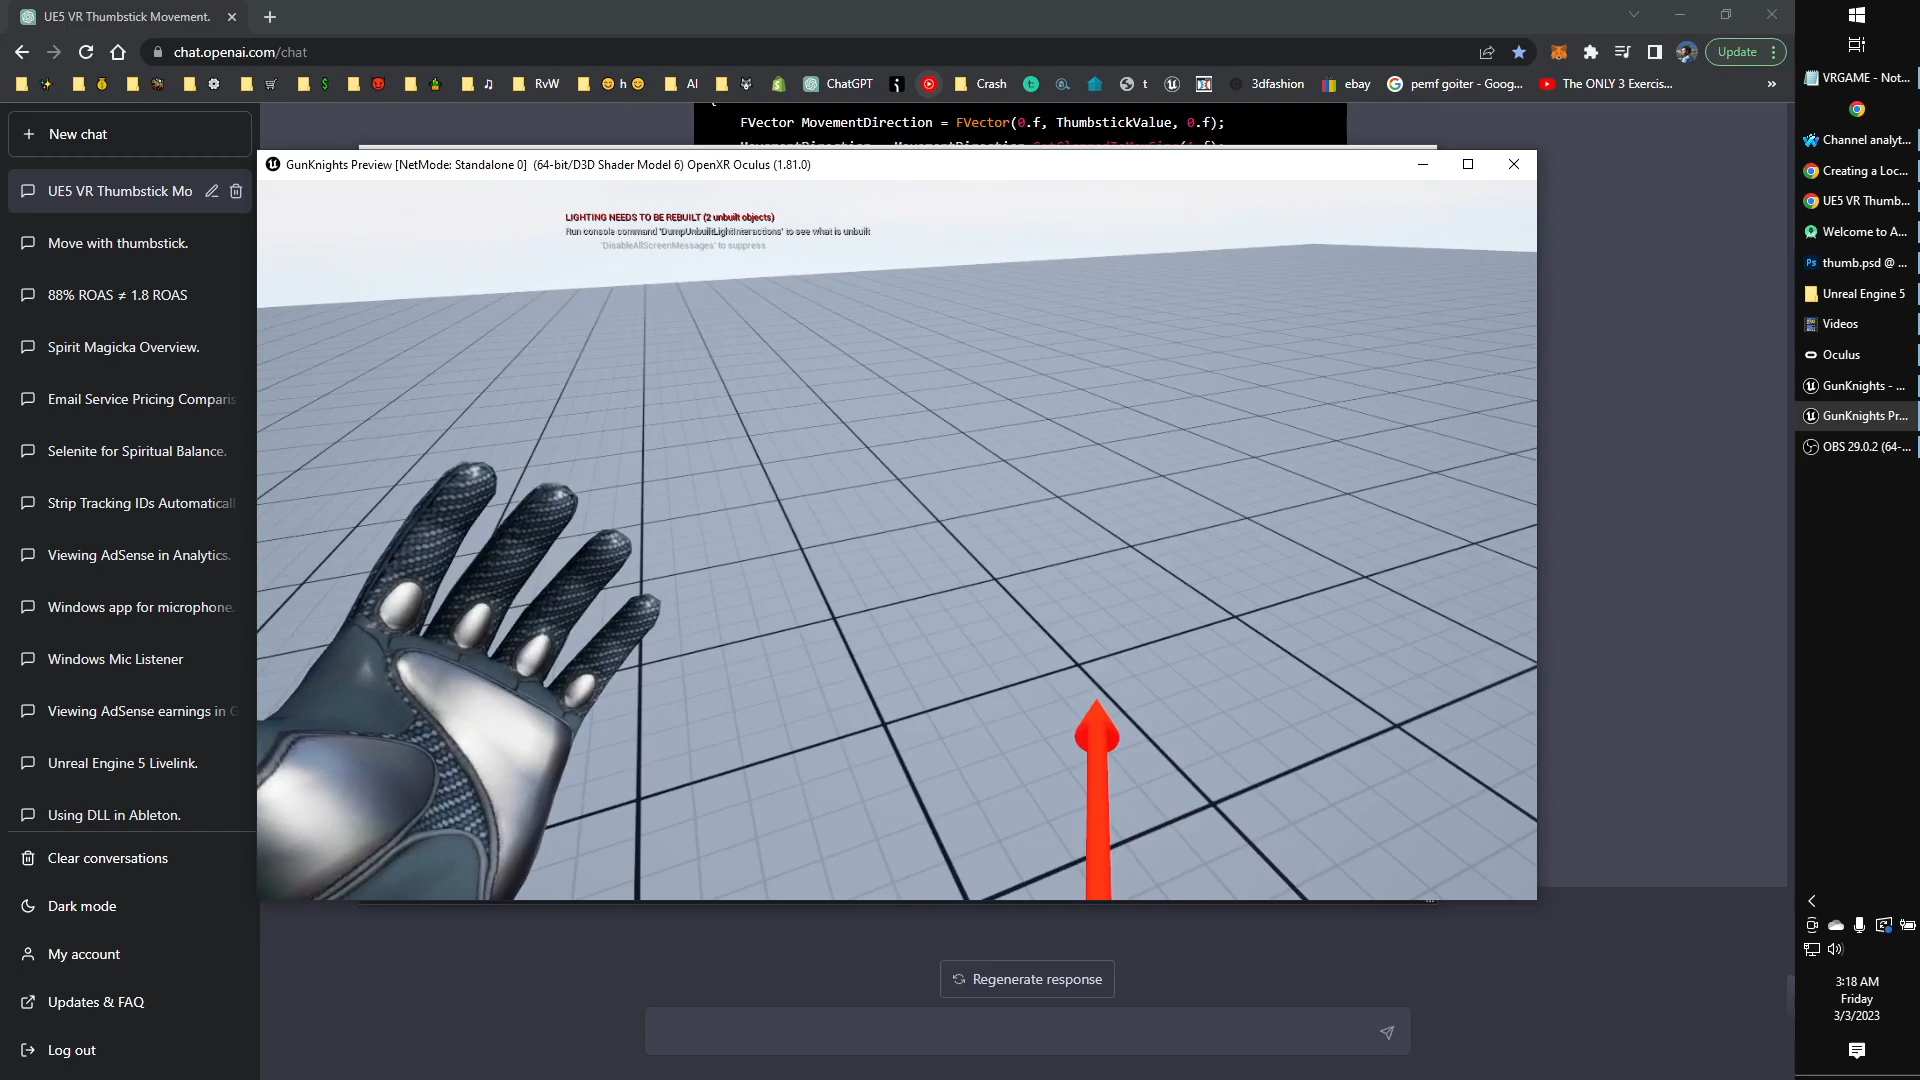 UE5 VR Thumbstick Movement.
chat.openai.com/chat
Update
RvW
h
AI
ChatGPT
Crash
t
3dfashion
ebay
pemf goiter - Goog...
The ONLY 3 Exercis...
»
New chat
UE5 VR Thumbstick Mo
Move with thumbstick.
88% ROAS ≠ 1.8 ROAS
Spirit Magicka Overview.
Email Service Pricing Comparis
Selenite for Spiritual Balance.
Strip Tracking IDs Automaticall
Viewing AdSense in Analytics.
Windows app for microphone.
Windows Mic Listener
Viewing AdSense earnings in G
Unreal Engine 5 Livelink.
Using DLL in Ableton.
Clear conversations
Dark mode
My account
Updates & FAQ
Log out
{
FVector MovementDirection = FVector(0.f, ThumbstickValue, 0.f);
GunKnights Preview [NetMode: Standalone 0] (64-bit/D3D Shader Model 6) OpenXR Oculus (1.81.0)
LIGHTING NEEDS TO BE REBUILT (2 unbuilt objects)
Run console command 'DumpUnbuiltLightInteractions' to see what is unbuilt
'DisableAllScreenMessages' to suppress
Regenerate response
VRGAME - Not...
Channel analyt...
Creating a Loc...
UE5 VR Thumb...
Welcome to A...
thumb.psd @ ...
Unreal Engine 5
Videos
Oculus
GunKnights - ...
GunKnights Pr...
OBS 29.0.2 (64-...
3:18 AM
Friday
3/3/2023